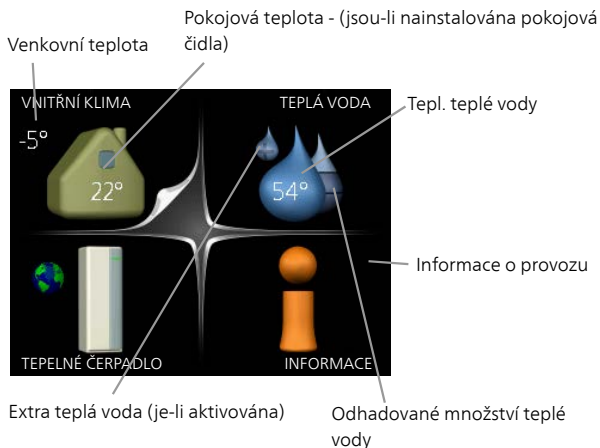 Pokojová teplota - (jsou-li nainstalována pokojová
čidla)
Venkovní teplota
VNITŘNÍ KLIMA
TEPLÁ VODA
Tepl. teplé vody
-5°
22°
54°
Informace o provozu
TEPELNÉ ČERPADLO
INFORMACE
Extra teplá voda (je-li aktivována)
Odhadované množství teplé
vody